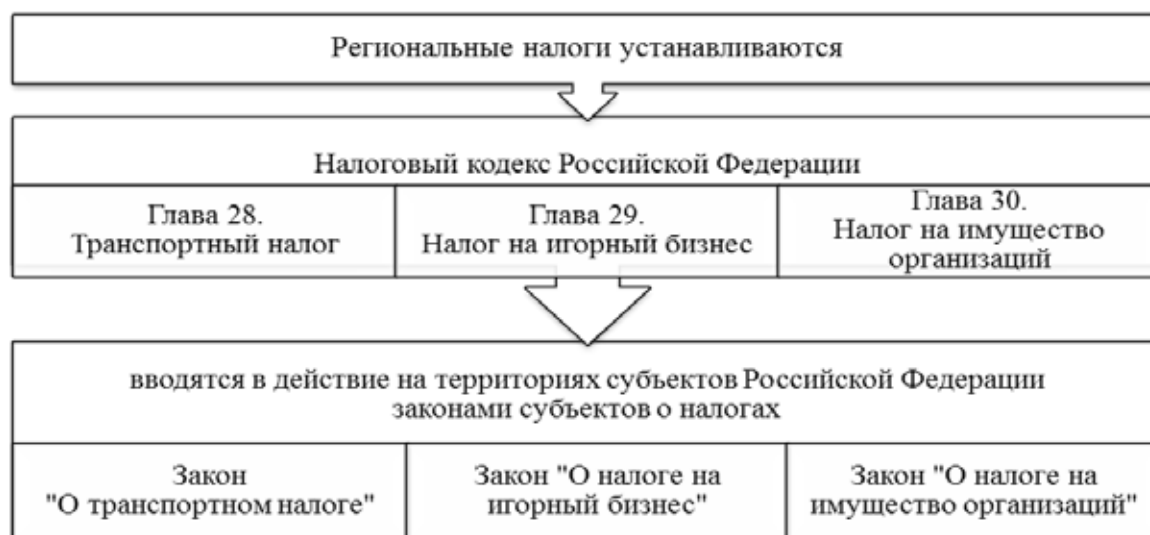 Региональные налоги устанавливаются
Налоговый кодекс Российской Федерации
Глава 28.
Транспортный налог
Глава 29.
Налог на игорный бизнес
Глава 30.
Налог на имущество
организаций
вводятся в действие на территориях субъектов Российской Федерации
законами субъектов о налогах
Закон
"О транспортном налоге"
Закон "О налоге на
игорный бизнес"
Закон "О налоге на
имущество организаций"